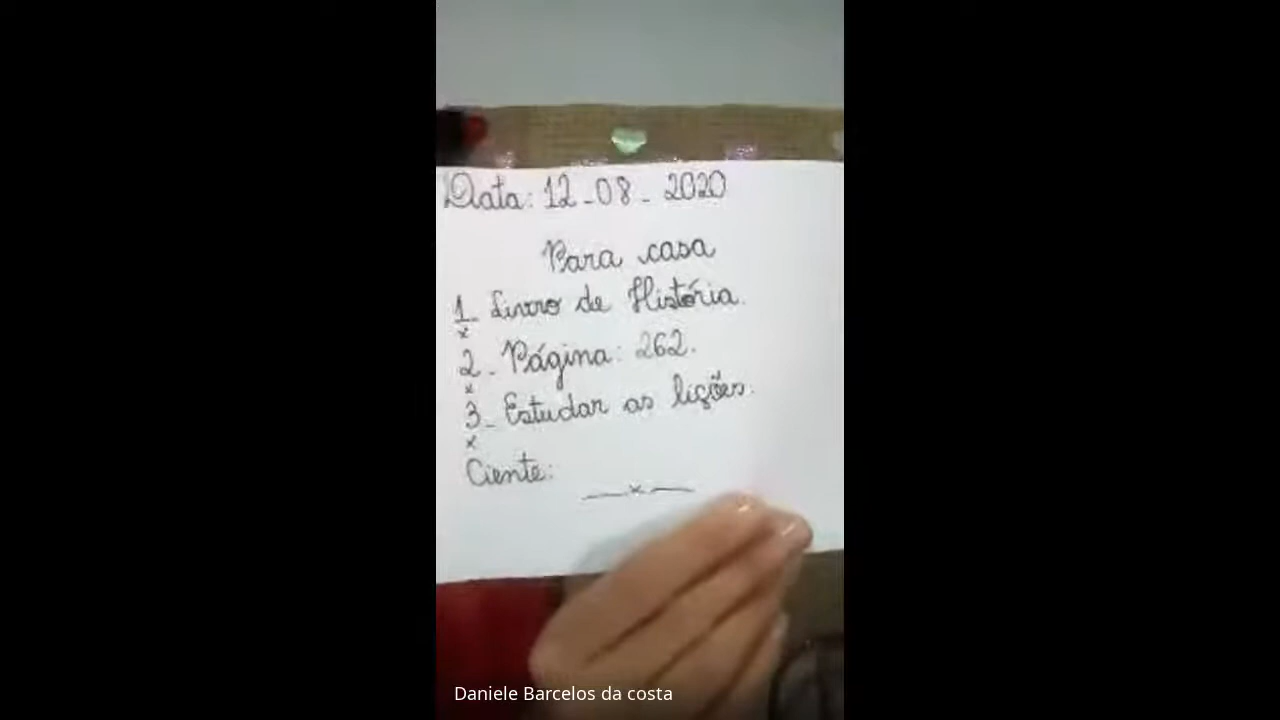 Data: 12-08-2020
Para casa
1- Livro de História.
x
2- Página: 262.
x
3- Estudar as lições.
x
Ciente:
—x—
Daniele Barcelos da costa